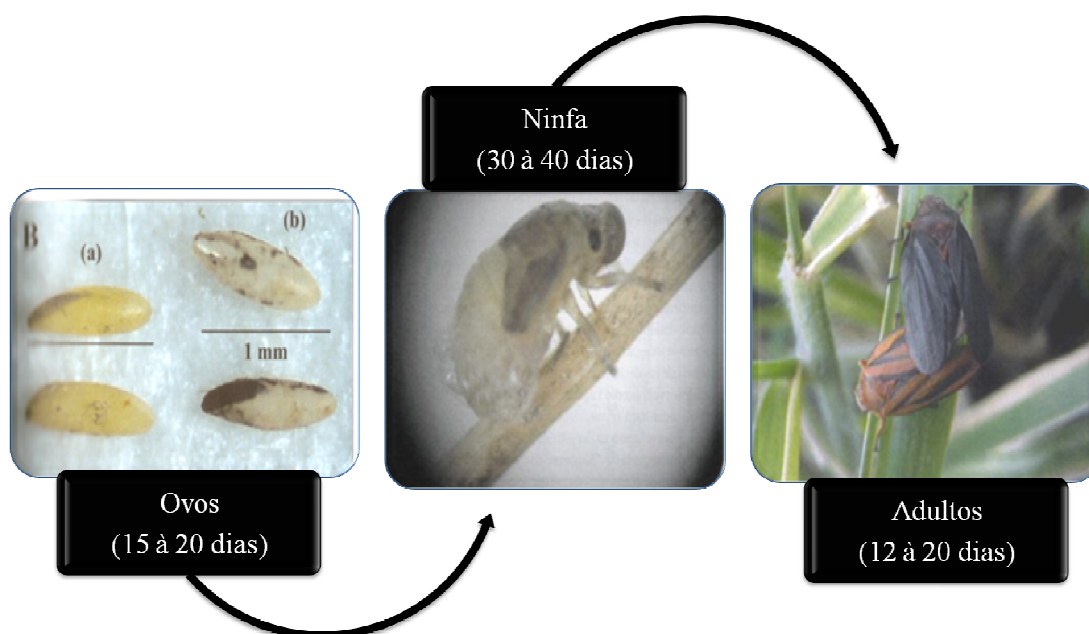 Ninfa
(30 à 40 dias)
B
(a)
(b)
1 mm
Ovos
(15 à 20 dias)
Adultos
(12 à 20 dias)